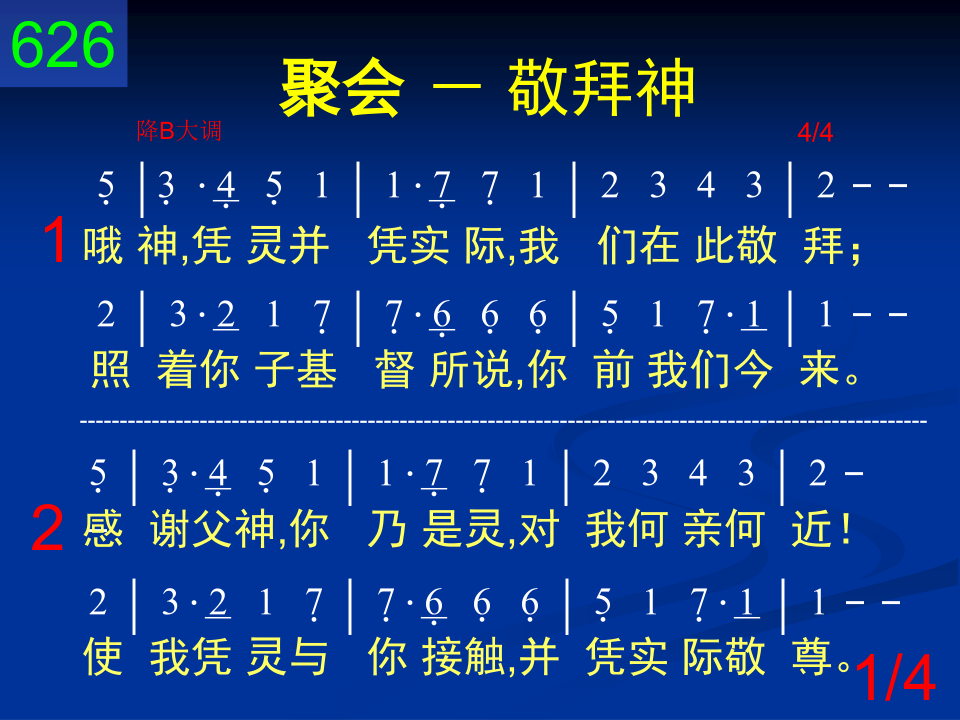 626
聚会 － 敬拜神
降B大调 4/4
5̣ | 3̣ · 4̣ 5̣ 1 | 1 · 7̣ 7̣ 1 | 2 3 4 3 | 2 － －
1 哦 神,凭 灵并 凭实 际,我 们在 此敬 拜；
2 | 3 · 2 1 7̣ | 7̣ · 6̣ 6̣ 6̣ | 5̣ 1 7̣ · 1 | 1 － －
照 着你 子基 督 所说,你 前 我们今 来。
5̣ | 3̣ · 4̣ 5̣ 1 | 1 · 7̣ 7̣ 1 | 2 3 4 3 | 2 －
2 感 谢父神,你 乃 是灵,对 我何 亲何 近！
2 | 3 · 2 1 7̣ | 7̣ · 6̣ 6̣ 6̣ | 5̣ 1 7̣ · 1 | 1 － －
使 我凭 灵与 你 接触,并 凭实 际敬 尊。
1/4